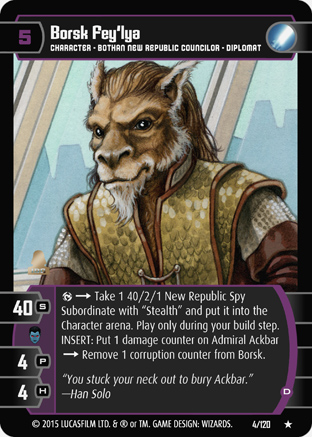 5 Borsk Fey'lya
CHARACTER • BOTHAN NEW REPUBLIC COUNCILOR • DIPLOMAT
40 S
4 P
4 H
→ Take 1 40/2/1 New Republic Spy
Subordinate with “Stealth” and put it into the
Character arena. Play only during your build step.
INSERT: Put 1 damage counter on Admiral Ackbar
→ Remove 1 corruption counter from Borsk.
“You stuck your neck out to bury Ackbar.”
—Han Solo
D
© 2015 LUCASFILM LTD. & ® or TM. GAME DESIGN: WIZARDS. 4/120 ★